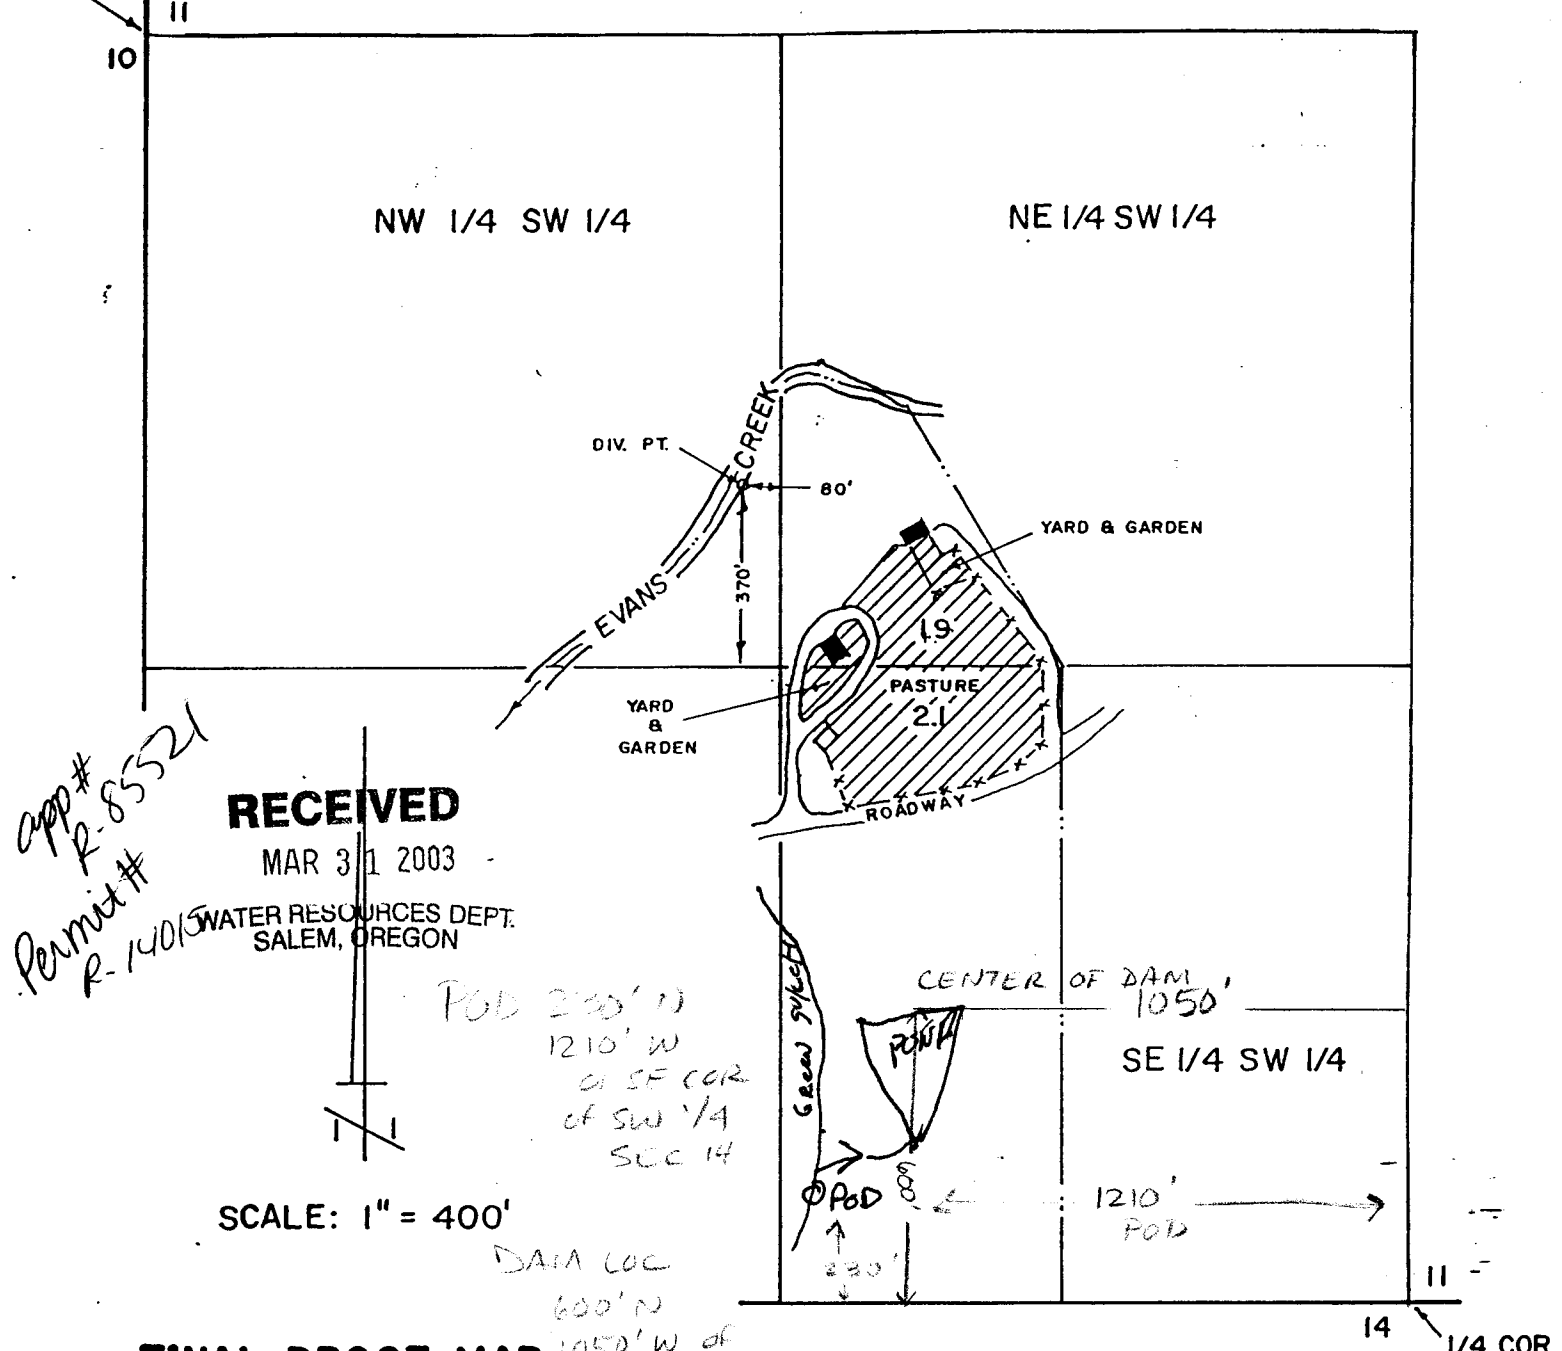 11
10
NW 1/4 SW 1/4
NE 1/4 SW 1/4
DIV. PT.
CREEK
80'
YARD & GARDEN
370'
EVANS
1.9
PASTURE
2.1
YARD
&
GARDEN
ROADWAY
app#
R-85521
Permit#
R-14015
RECEIVED
MAR 31 2003
WATER RESOURCES DEPT.
SALEM, OREGON
GREEN gulch
CENTER OF DAM
1050'
POND
SE 1/4 SW 1/4
POD 230' N
1210' W
of SE COR
of SW 1/4
SEC 14
POD
600'
1210'
POD
230'
SCALE: 1" = 400'
DAM LOC
600' N
1050' W of
11
14
1/4 COR
FINAL PROOF MAP